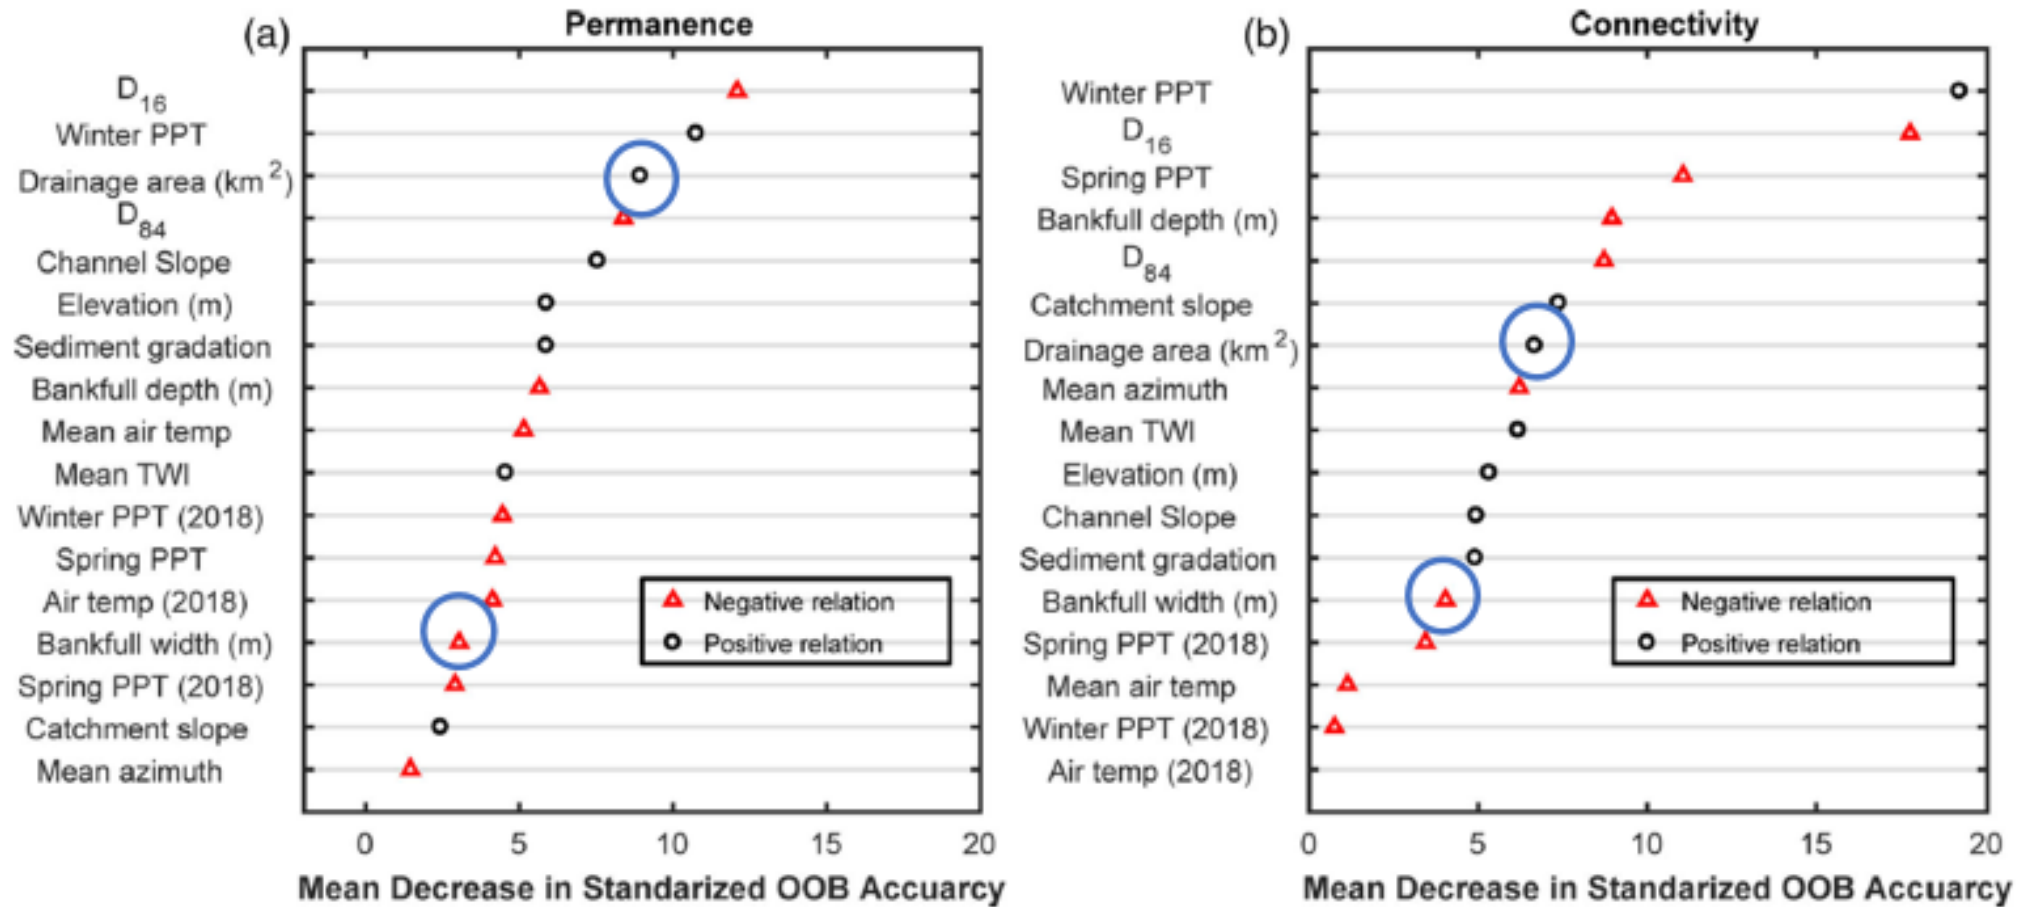 (a)
Permanence
D16
Winter PPT
Drainage area (km2)
D84
Channel Slope
Elevation (m)
Sediment gradation
Bankfull depth (m)
Mean air temp
Mean TWI
Winter PPT (2018)
Spring PPT
Air temp (2018)
Bankfull width (m)
Spring PPT (2018)
Catchment slope
Mean azimuth
Negative relation
Positive relation
0 5 10 15 20
Mean Decrease in Standarized OOB Accuarcy
(b)
Connectivity
Winter PPT
D16
Spring PPT
Bankfull depth (m)
D84
Catchment slope
Drainage area (km2)
Mean azimuth
Mean TWI
Elevation (m)
Channel Slope
Sediment gradation
Bankfull width (m)
Spring PPT (2018)
Mean air temp
Winter PPT (2018)
Air temp (2018)
Negative relation
Positive relation
0 5 10 15 20
Mean Decrease in Standarized OOB Accuarcy